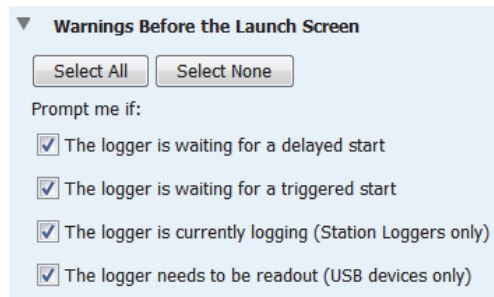 Warnings Before the Launch Screen
Select All Select None
Prompt me if:
The logger is waiting for a delayed start
The logger is waiting for a triggered start
The logger is currently logging (Station Loggers only)
The logger needs to be readout (USB devices only)